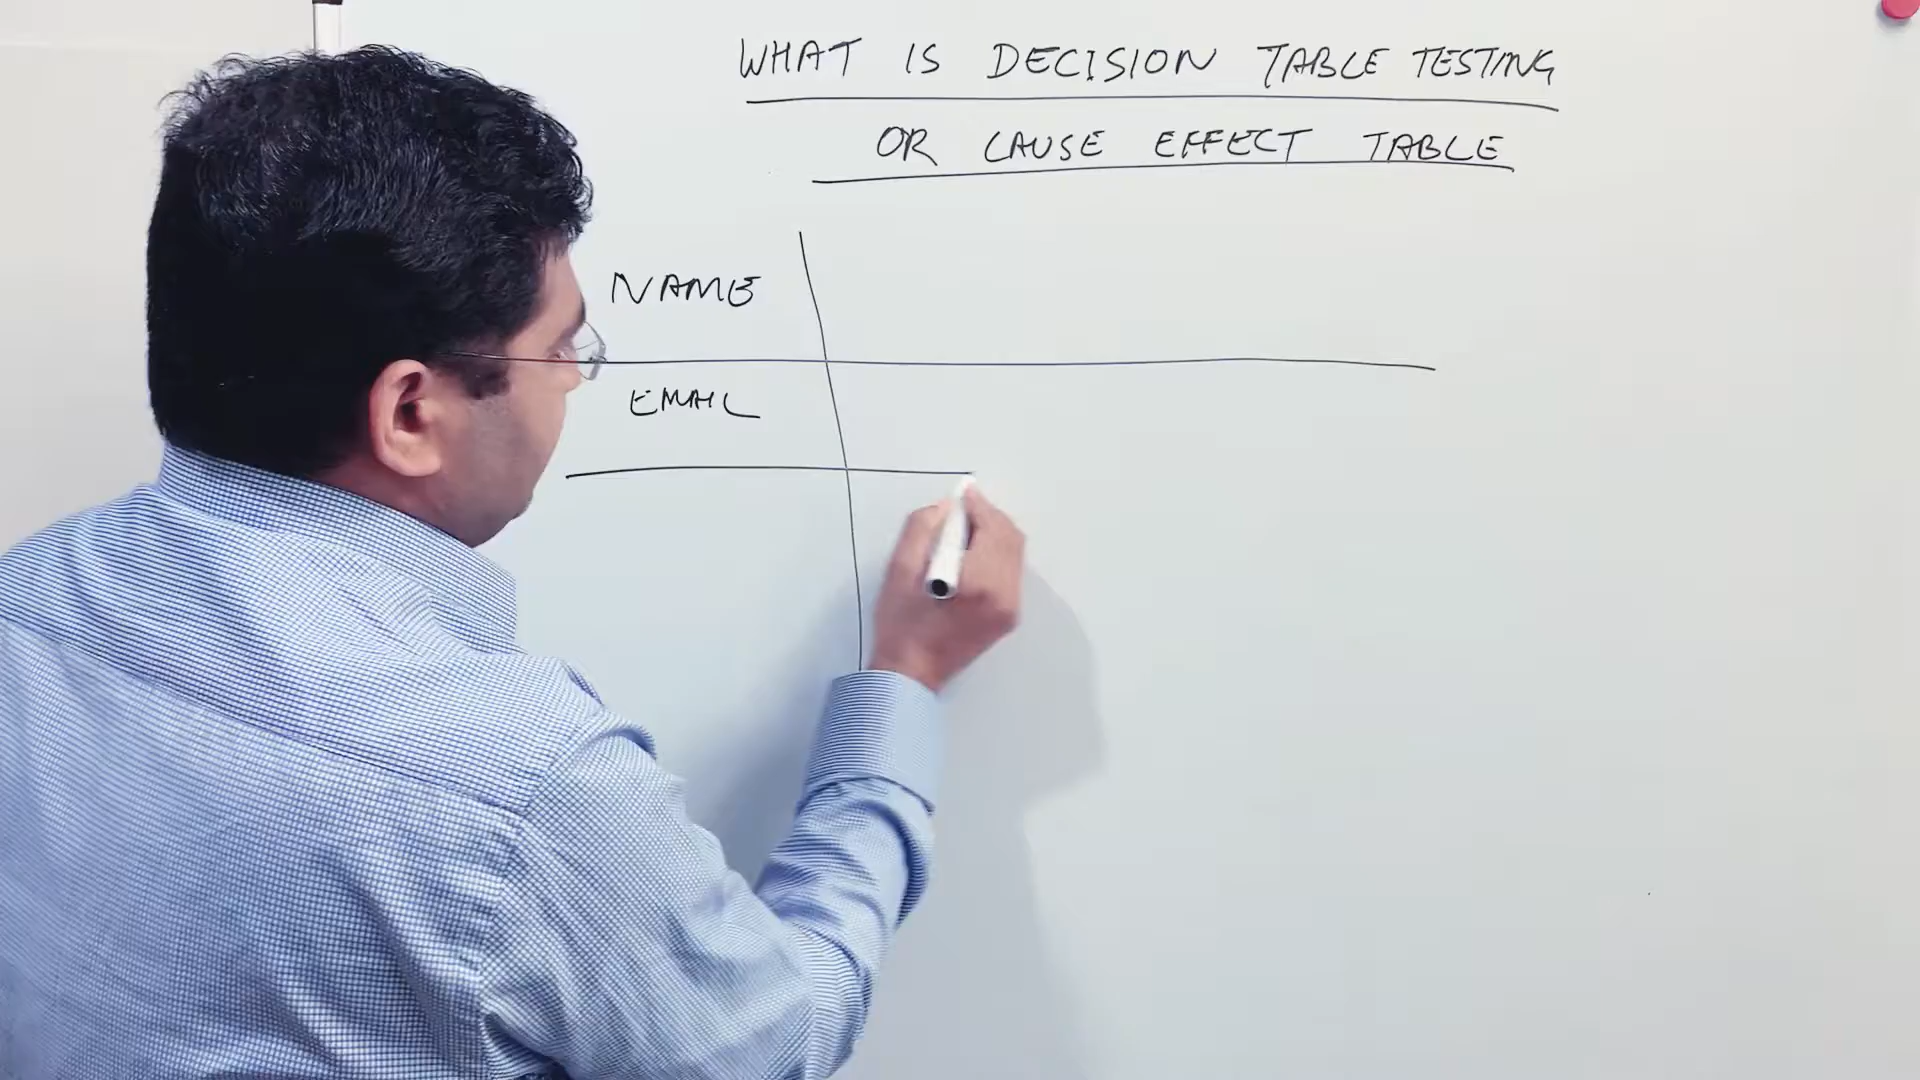 WHAT IS DECISION TABLE TESTING
OR CAUSE EFFECT TABLE
NAME
EMAIL